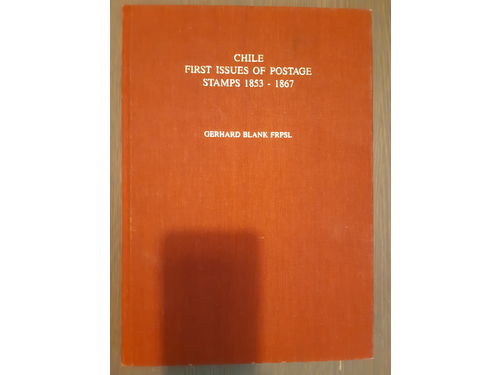 CHILE
FIRST ISSUES OF POSTAGE
STAMPS 1853 - 1867
GERHARD BLANK FRPSL